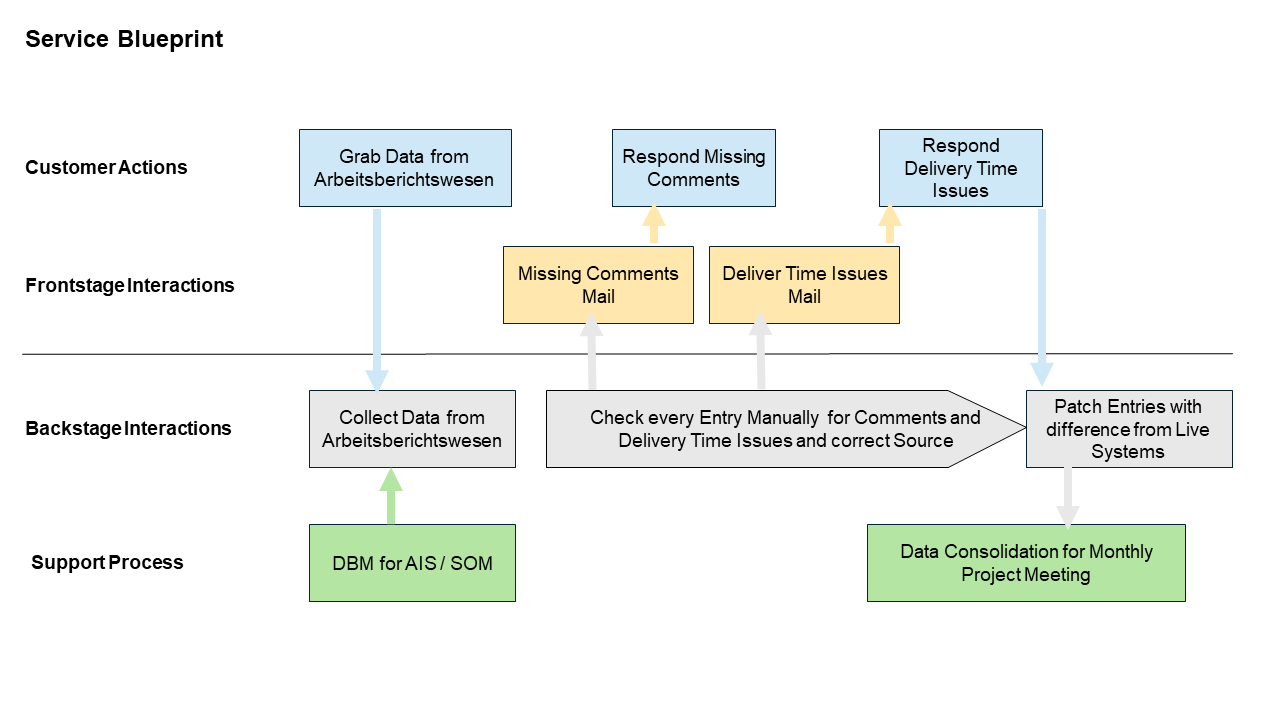 Service Blueprint
Customer Actions
Grab Data from
Arbeitsberichtswesen
Respond Missing
Comments
Respond
Delivery Time
Issues
Frontstage Interactions
Missing Comments
Mail
Deliver Time Issues
Mail
Backstage Interactions
Collect Data from
Arbeitsberichtswesen
Check every Entry Manually for Comments and
Delivery Time Issues and correct Source
Patch Entries with
difference from Live
Systems
Support Process
DBM for AIS / SOM
Data Consolidation for Monthly
Project Meeting